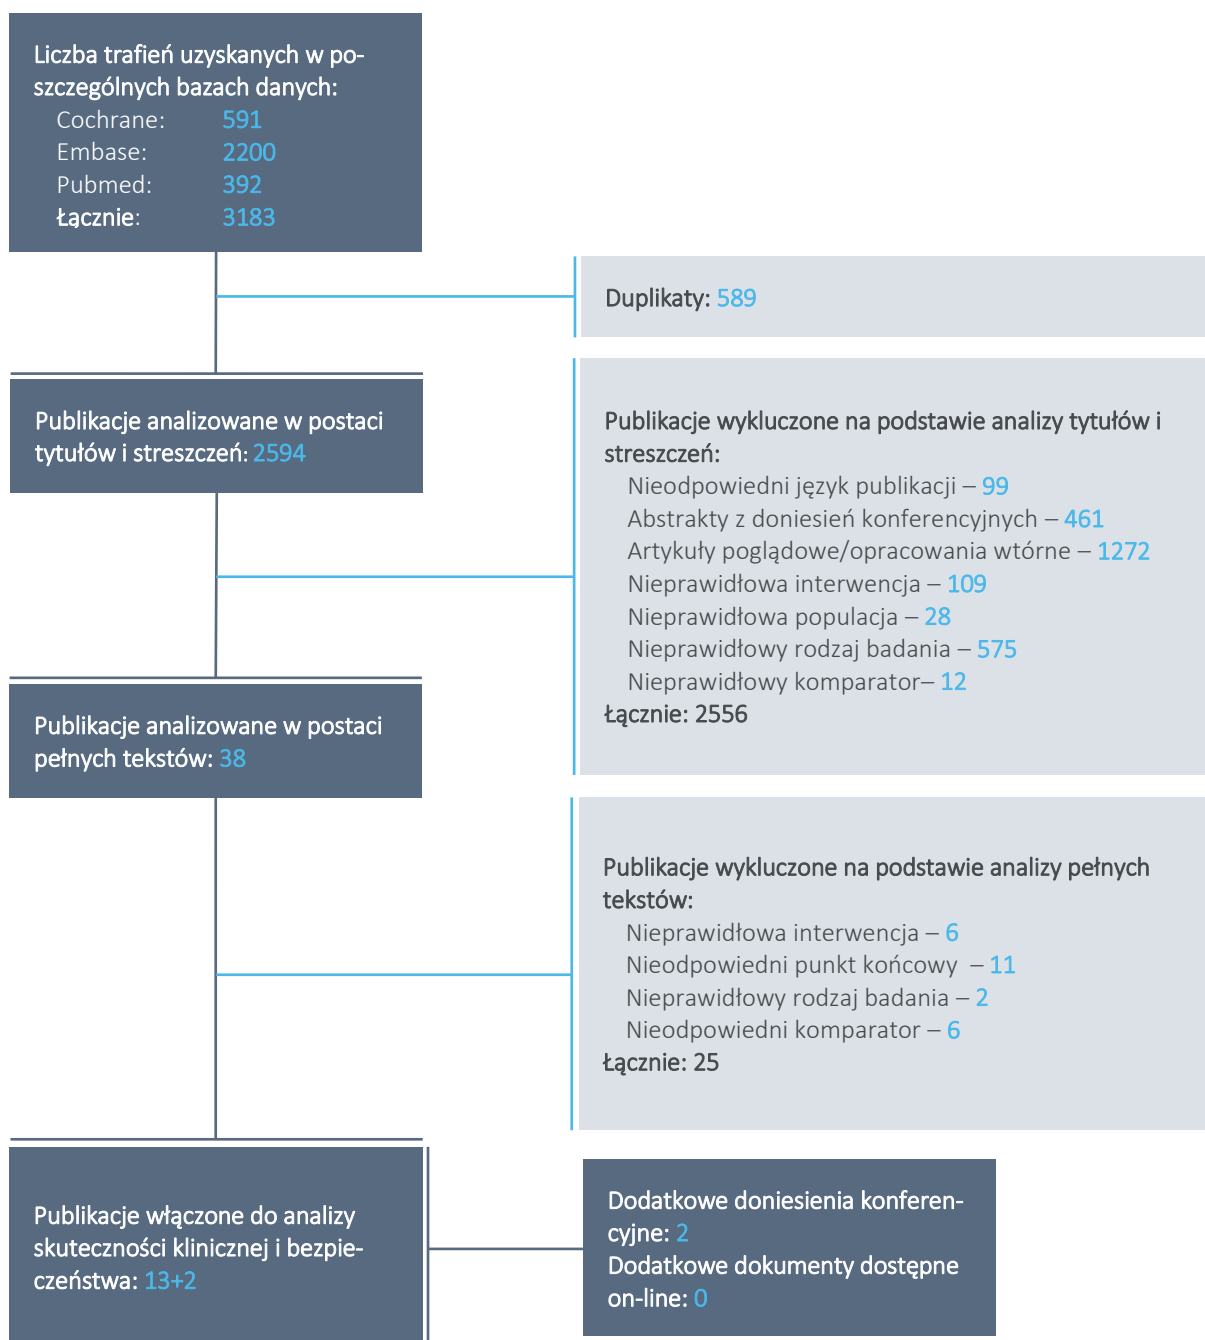 Liczba trafień uzyskanych w po-
szczególnych bazach danych:
Cochrane: 591
Embase: 2200
Pubmed: 392
Łącznie: 3183
Duplikaty: 589
Publikacje analizowane w postaci
tytułów i streszczeń: 2594
Publikacje wykluczone na podstawie analizy tytułów i
streszczeń:
Nieodpowiedni język publikacji – 99
Abstrakty z doniesień konferencyjnych – 461
Artykuły poglądowe/opracowania wtórne – 1272
Nieprawidłowa interwencja – 109
Nieprawidłowa populacja – 28
Nieprawidłowy rodzaj badania – 575
Nieprawidłowy komparator– 12
Łącznie: 2556
Publikacje analizowane w postaci
pełnych tekstów: 38
Publikacje wykluczone na podstawie analizy pełnych
tekstów:
Nieprawidłowa interwencja – 6
Nieodpowiedni punkt końcowy – 11
Nieprawidłowy rodzaj badania – 2
Nieodpowiedni komparator – 6
Łącznie: 25
Publikacje włączone do analizy
skuteczności klinicznej i bezpie-
czeństwa: 13+2
Dodatkowe doniesienia konferen-
cyjne: 2
Dodatkowe dokumenty dostępne
on-line: 0